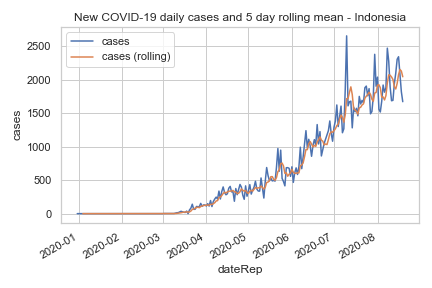 New COVID-19 daily cases and 5 day rolling mean - Indonesia
cases
cases (rolling)
2500
2000
1500
1000
500
0
cases
2020-01
2020-02
2020-03
2020-04
2020-05
2020-06
2020-07
2020-08
dateRep